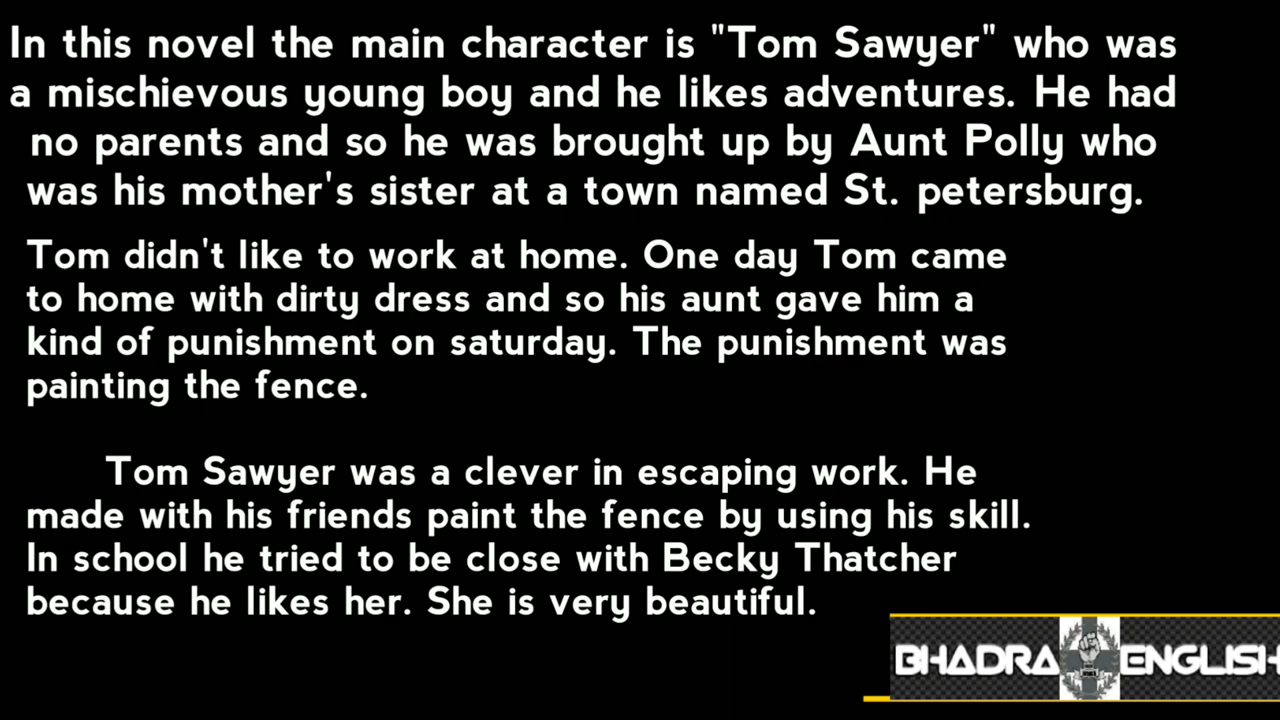 In this novel the main character is "Tom Sawyer" who was
a mischievous young boy and he likes adventures. He had
no parents and so he was brought up by Aunt Polly who
was his mother's sister at a town named St. petersburg.
Tom didn't like to work at home. One day Tom came
to home with dirty dress and so his aunt gave him a
kind of punishment on saturday. The punishment was
painting the fence.
Tom Sawyer was a clever in escaping work. He
made with his friends paint the fence by using his skill.
In school he tried to be close with Becky Thatcher
because he likes her. She is very beautiful.
BHADRA ENGLISH